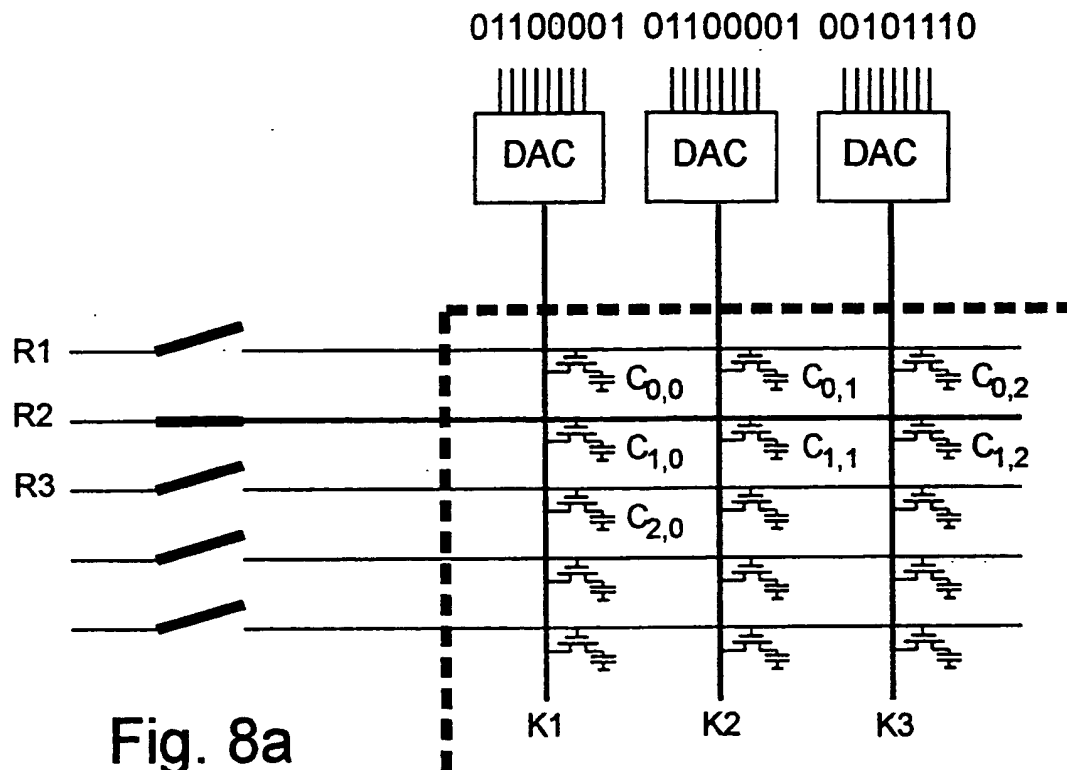 01100001 01100001 00101110
DAC DAC DAC
R1
C0,0 C0,1 C0,2
R2
C1,0 C1,1 C1,2
R3
C2,0
K1 K2 K3
Fig. 8a